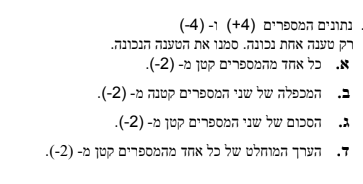 נתונים המספרים (+4) ו- (-4)
רק טענה אחת נכונה. סמנו את הטענה הנכונה.
א. כל אחד מהמספרים קטן מ- (-2).
ב. המכפלה של שני המספרים קטנה מ- (-2).
ג. הסכום של שני המספרים קטן מ- (-2).
ד. הערך המוחלט של כל אחד מהמספרים קטן מ- (-2).